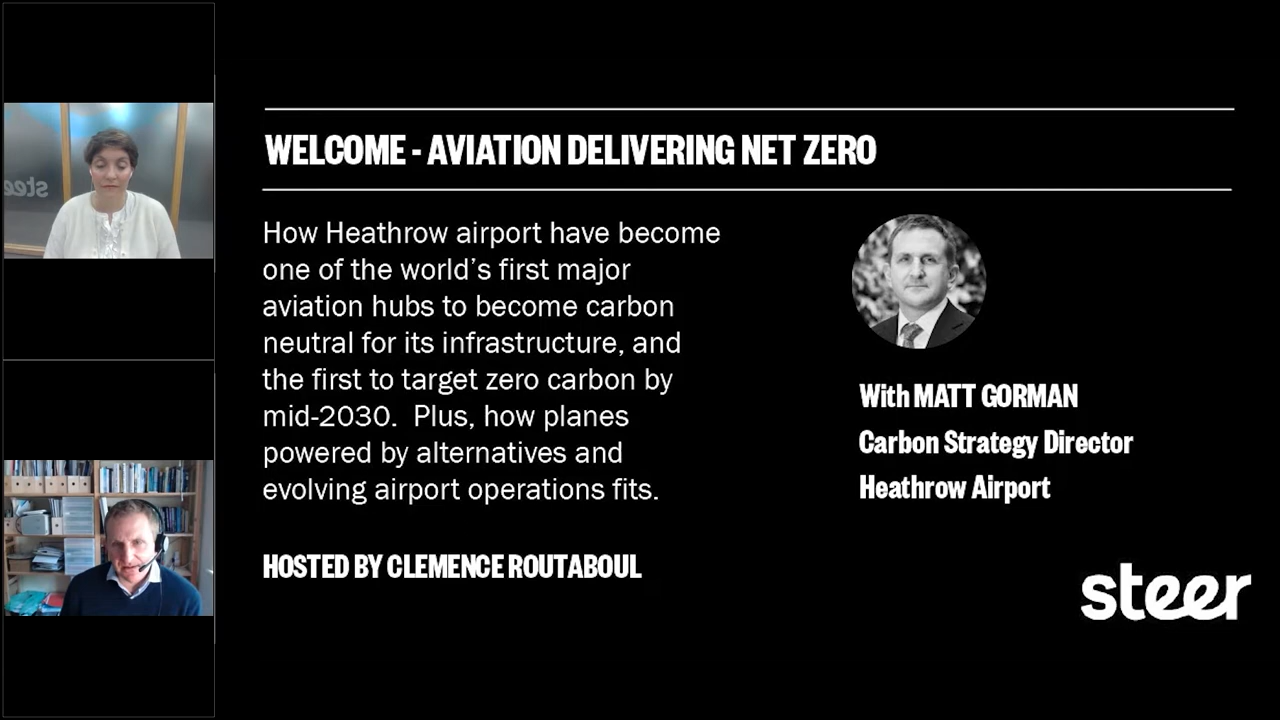 WELCOME - AVIATION DELIVERING NET ZERO
How Heathrow airport have become
one of the world's first major
aviation hubs to become carbon
neutral for its infrastructure, and
the first to target zero carbon by
mid-2030.  Plus, how planes
powered by alternatives and
evolving airport operations fits.
HOSTED BY CLEMENCE ROUTABOUL
With MATT GORMAN
Carbon Strategy Director
Heathrow Airport
steer
steer